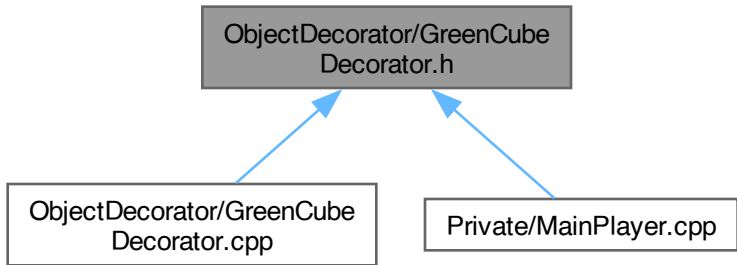 ObjectDecorator/GreenCube
Decorator.h
ObjectDecorator/GreenCube
Decorator.cpp
Private/MainPlayer.cpp